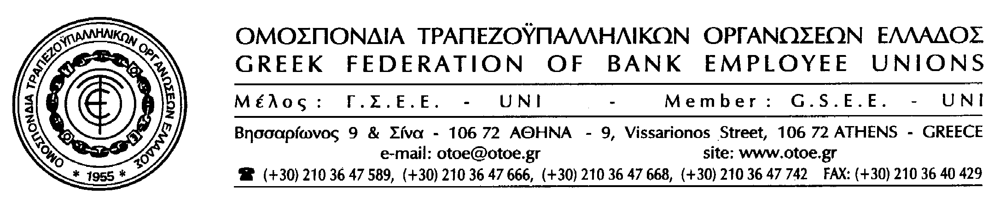 ΟΜΟΣΠΟΝΔΙΑ ΤΡΑΠΕΖΟΫΠΑΛΛΗΛΙΚΩΝ ΟΡΓΑΝΩΣΕΩΝ ΕΛΛΑΔΟΣ
* 1955 *
ΟΤΟΕ
ΟΜΟΣΠΟΝΔΙΑ ΤΡΑΠΕΖΟΫΠΑΛΛΗΛΙΚΩΝ ΟΡΓΑΝΩΣΕΩΝ ΕΛΛΑΔΟΣ
GREEK FEDERATION OF BANK EMPLOYEE UNIONS
Μέλος: Γ.Σ.Ε.Ε. - UNI - Member: G.S.E.E. - UNI
Βησσαρίωνος 9 & Σίνα - 106 72 ΑΘΗΝΑ - 9, Vissarionos Street, 106 72 ATHENS - GREECE
e-mail: otoe@otoe.gr site: www.otoe.gr
☎ (+30) 210 36 47 589, (+30) 210 36 47 666, (+30) 210 36 47 668, (+30) 210 36 47 742 FAX: (+30) 210 36 40 429